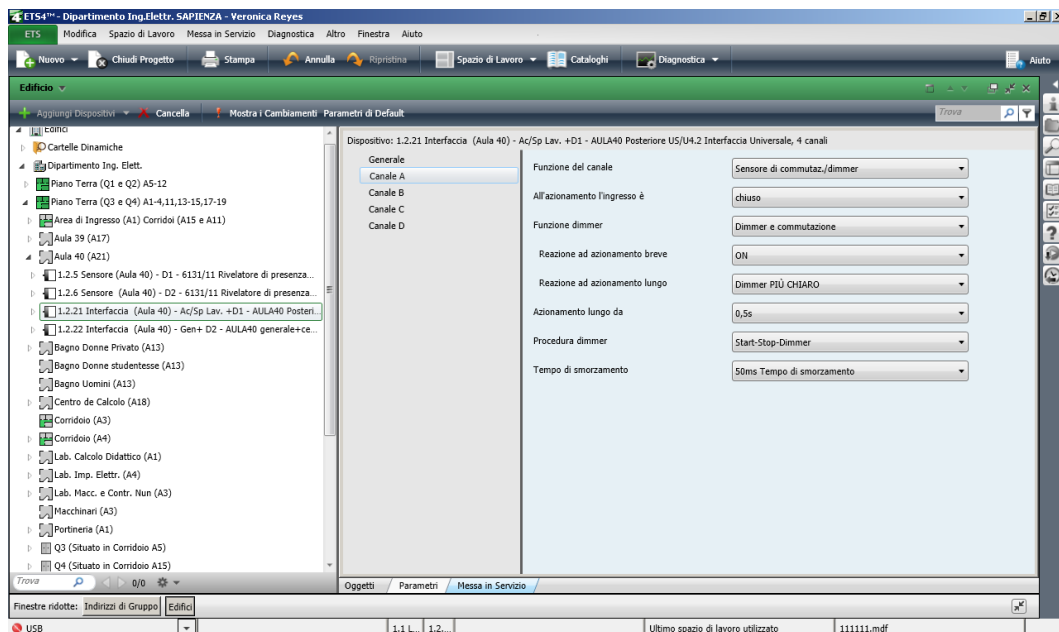 ETS4™ - Dipartimento Ing.Elettr. SAPIENZA - Veronica Reyes
ETS Modifica Spazio di Lavoro Messa in Servizio Diagnostica Altro Finestra Aiuto
Nuovo Chiudi Progetto Stampa Annulla Ripristina Spazio di Lavoro Cataloghi Diagnostica Aiuto
Edificio
Aggiungi Dispositivi Cancella Mostra i Cambiamenti Parametri di Default Trova
Edifici
Cartelle Dinamiche
Dipartimento Ing. Elett.
Piano Terra (Q1 e Q2) A5-12
Piano Terra (Q3 e Q4) A1-4,11,13-15,17-19
Area di Ingresso (A1) Corridoi (A15 e A11)
Aula 39 (A17)
Aula 40 (A21)
1.2.5 Sensore (Aula 40) - D1 - 6131/11 Rivelatore di presenza...
1.2.6 Sensore (Aula 40) - D2 - 6131/11 Rivelatore di presenza...
1.2.21 Interfaccia (Aula 40) - Ac/Sp Lav. +D1 - AULA40 Posteri...
1.2.22 Interfaccia (Aula 40) - Gen+ D2 - AULA40 generale+ce...
Bagno Donne Privato (A13)
Bagno Donne studentesse (A13)
Bagno Uomini (A13)
Centro de Calcolo (A18)
Corridoio (A3)
Corridoio (A4)
Lab. Calcolo Didattico (A1)
Lab. Imp. Elettr. (A4)
Lab. Macc. e Contr. Nun (A3)
Macchinari (A3)
Portineria (A1)
Q3 (Situato in Corridoio A5)
Q4 (Situato in Corridoio A15)
Trova 0/0
Dispositivo: 1.2.21 Interfaccia (Aula 40) - Ac/Sp Lav. +D1 - AULA40 Posteriore US/U4.2 Interfaccia Universale, 4 canali
Generale
Canale A
Canale B
Canale C
Canale D
Funzione del canale Sensore di commutaz./dimmer
All'azionamento l'ingresso è chiuso
Funzione dimmer Dimmer e commutazione
Reazione ad azionamento breve ON
Reazione ad azionamento lungo Dimmer PIÙ CHIARO
Azionamento lungo da 0,5s
Procedura dimmer Start-Stop-Dimmer
Tempo di smorzamento 50ms Tempo di smorzamento
Oggetti Parametri Messa in Servizio
Finestre ridotte: Indirizzi di Gruppo Edifici
USB 1.1 L... 1.2.... Ultimo spazio di lavoro utilizzato 111111.mdf